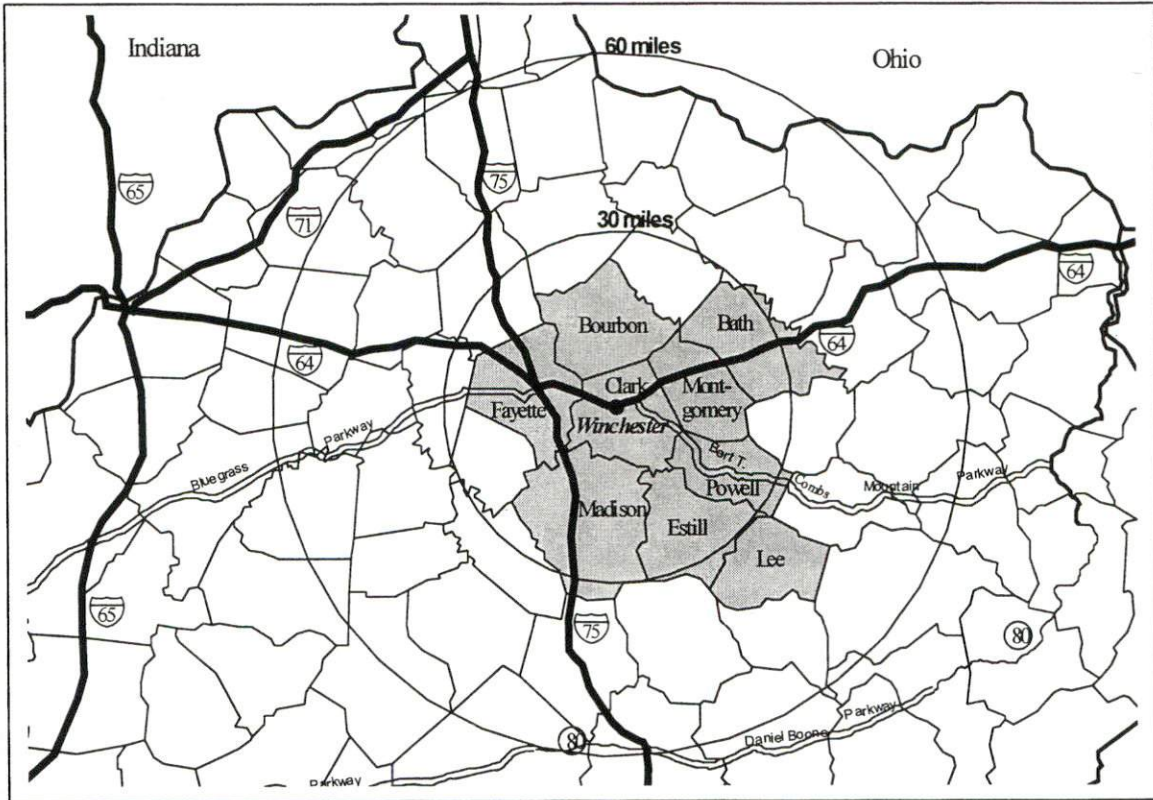 Indiana
60 miles
Ohio
65
75
71
30 miles
64
Bourbon
Bath
64
64
Clark
Mont-
gomery
Fayette
Winchester
Parkway
Bluegrass
Bert T.
Combs
Mountain
Parkway
Powell
Madison
Estill
Lee
65
75
80
Parkway
Daniel Boone
80
Parkway